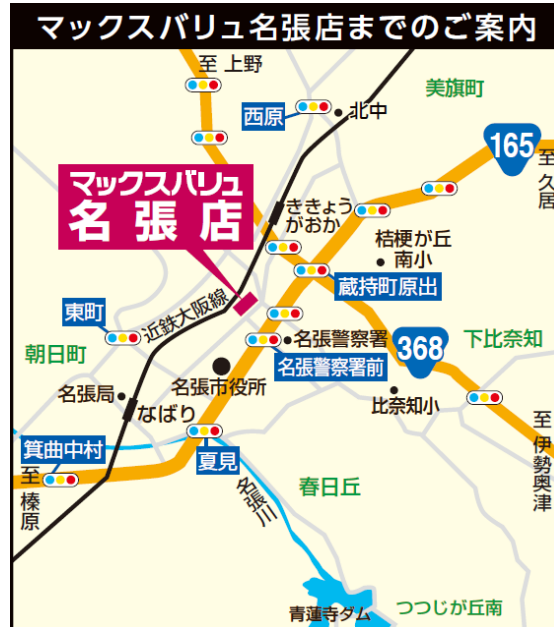 マックスバリュ名張店までのご案内
至 上野
美旗町
西原
北中
165
至 久居
マックスバリュ
名張店
ききょう
がおか
桔梗が丘
南小
蔵持町原出
近鉄大阪線
東町
朝日町
名張警察署
名張警察署前
368
下比奈知
名張市役所
比奈知小
名張局
なばり
箕曲中村
夏見
至 榛原
名張川
春日丘
至 伊勢奥津
青蓮寺ダム
つつじが丘南